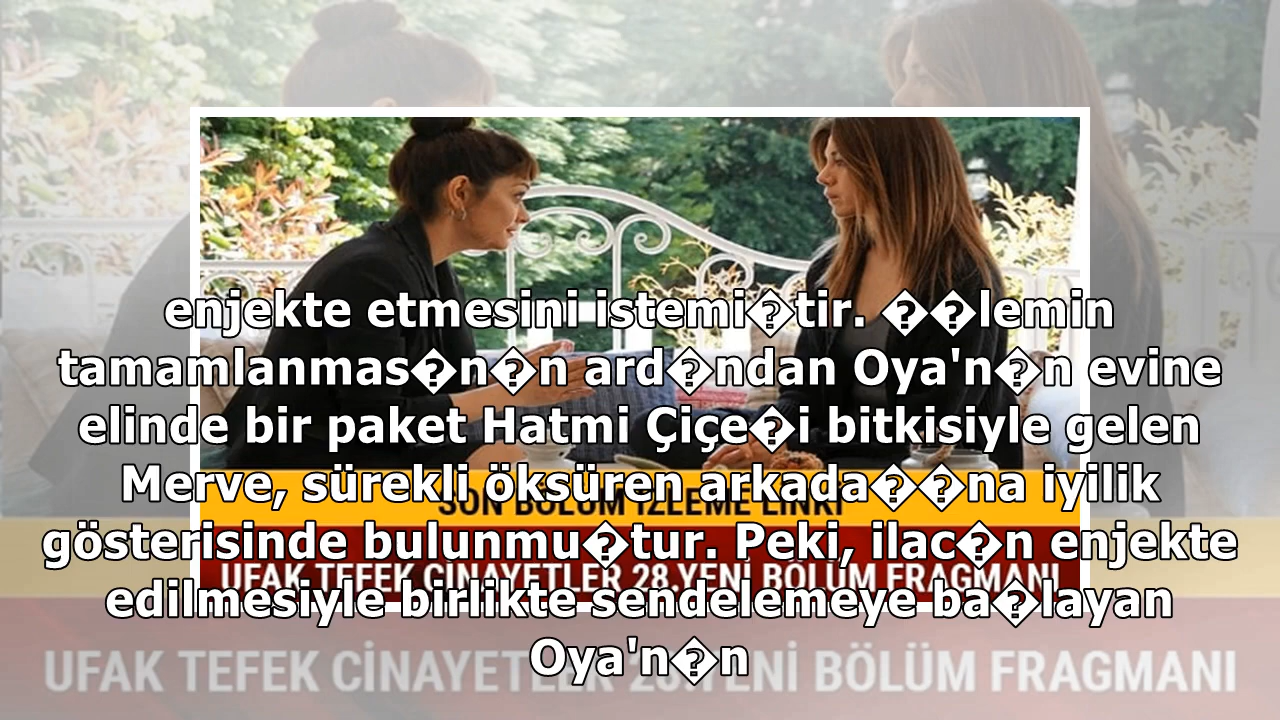 enjekte etmesini istemi�tir. ��lemin
tamamlanmas�n�n ard�ndan Oya'n�n evine
elinde bir paket Hatmi Çiçe�i bitkisiyle gelen
Merve, sürekli öksüren arkada��na iyilik
SON BÖLÜM İZLEME LİNKİ
gösterisinde bulunmu�tur. Peki, ilac�n enjekte
UFAK TEFEK CİNAYETLER 28.YENİ BÖLÜM FRAGMANI
edilmesiyle birlikte sendelemeye ba�layan
Oya'n�n
UFAK TEFEK CİNAYETLER 28.YENİ BÖLÜM FRAGMANI